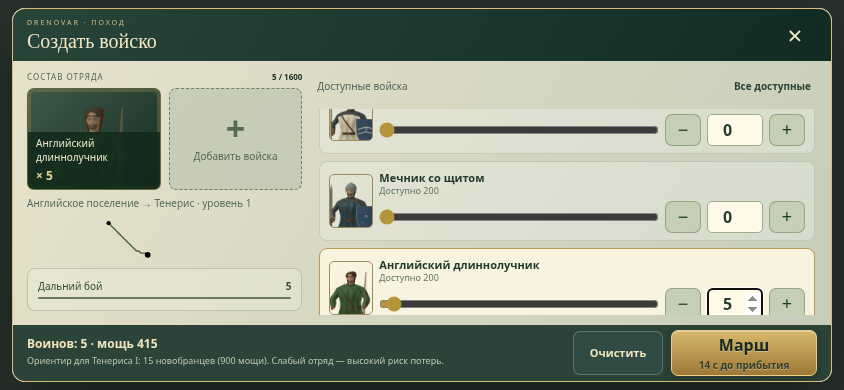 DRENOVAR · ПОХОД
Создать войско
×
СОСТАВ ОТРЯДА
5 / 1600
Английский
длиннолучник
× 5
+
Добавить войска
Английское поселение → Тенерис · уровень 1
Дальний бой
5
Доступные войска
Все доступные
−
0
+
Мечник со щитом
Доступно 200
−
0
+
Английский длиннолучник
Доступно 200
−
5
+
Воинов: 5 · мощь 415
Ориентир для Тенериса I: 15 новобранцев (900 мощи). Слабый отряд — высокий риск потерь.
Очистить
Марш
14 с до прибытия